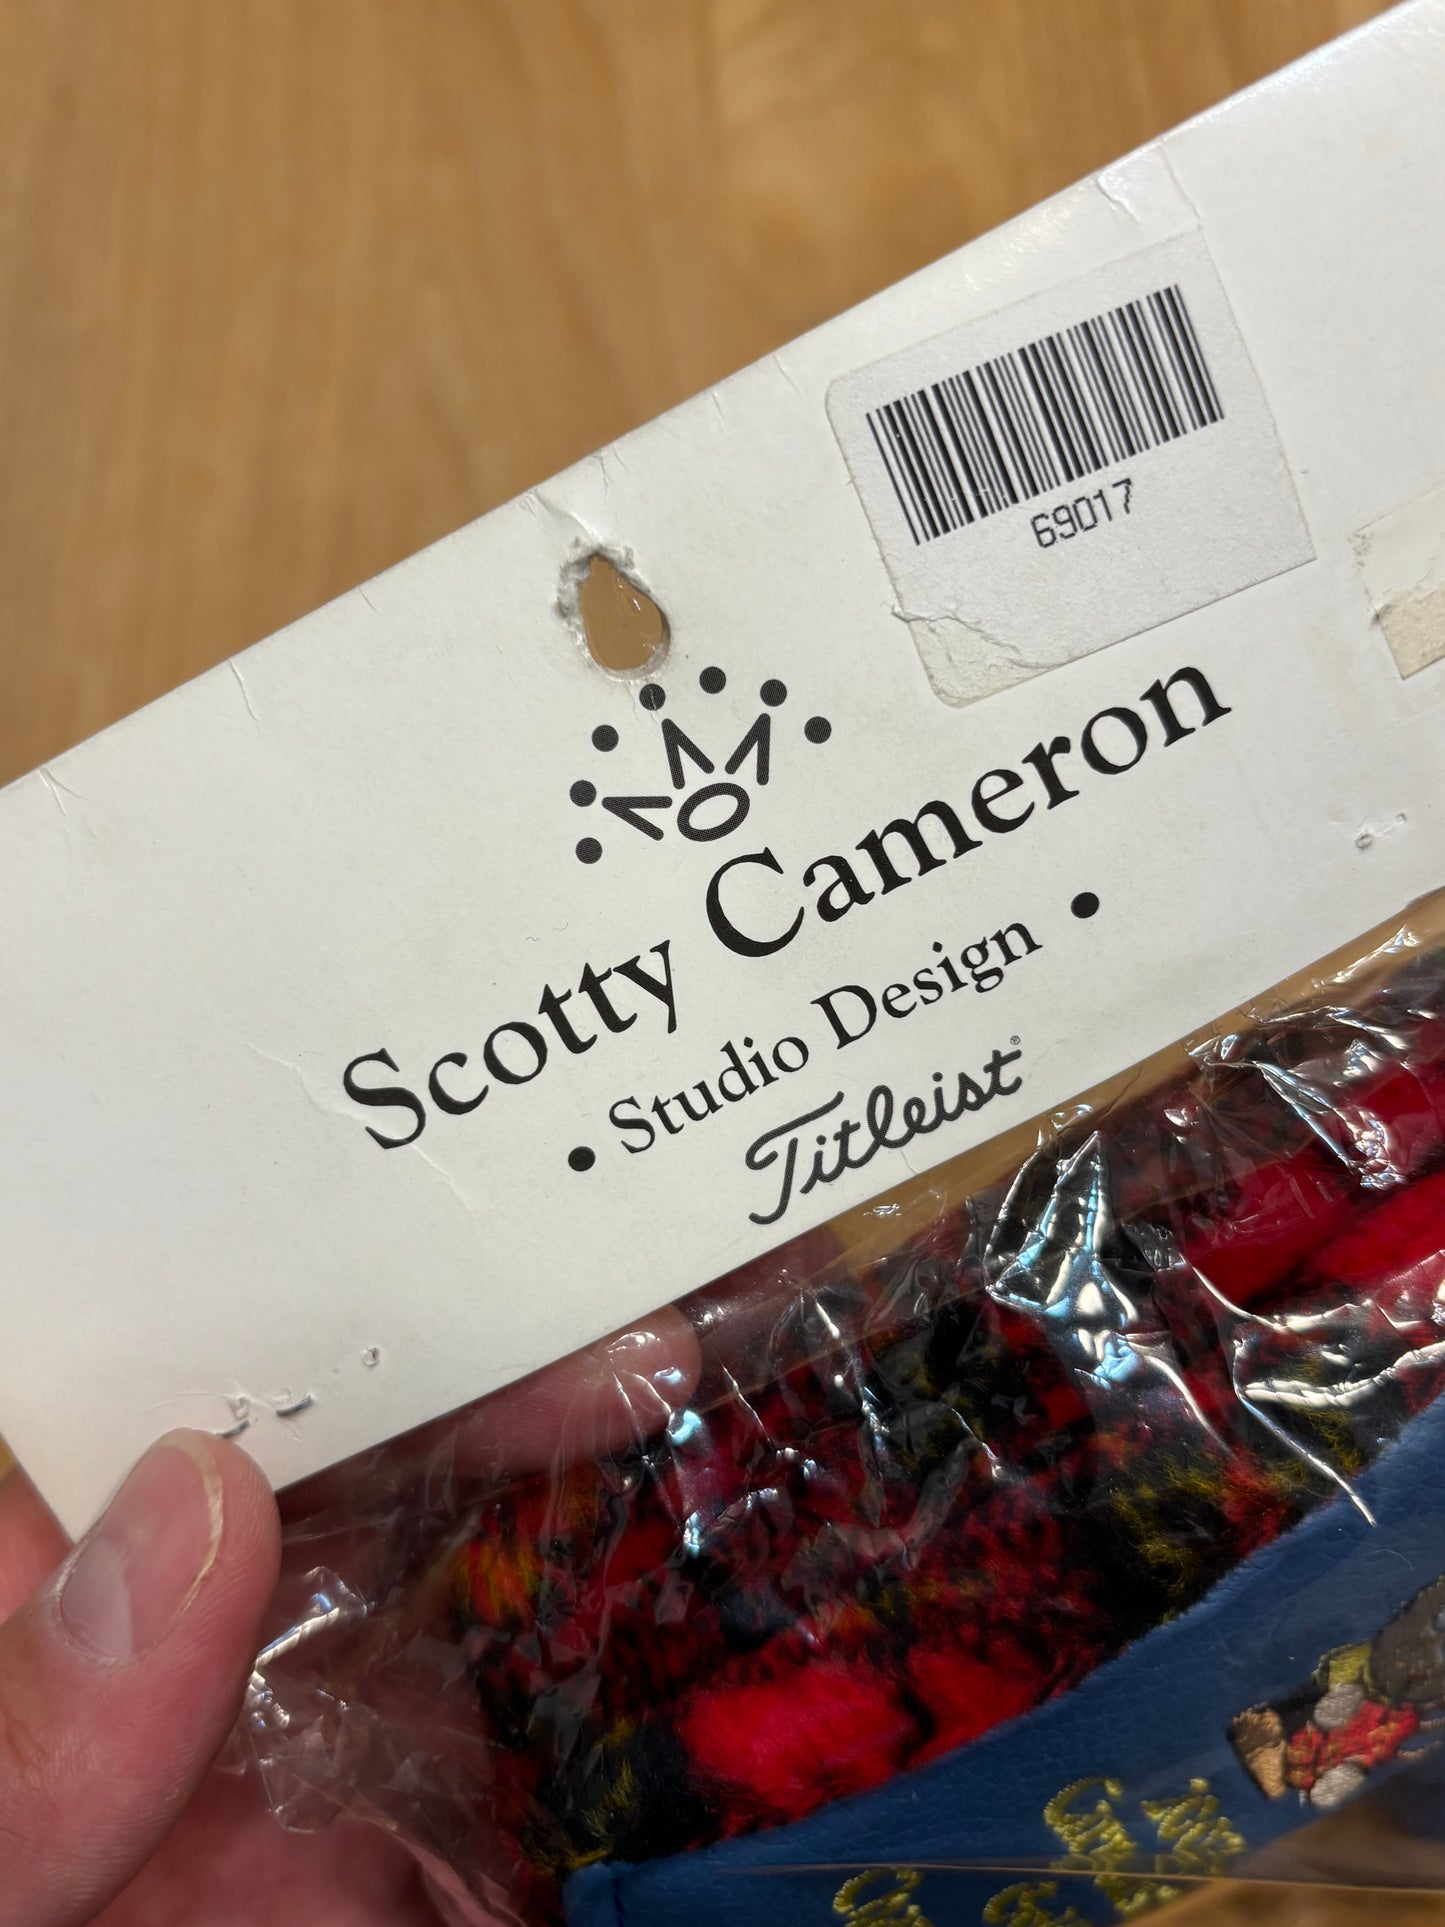 69017
Scotty Cameron
• Studio Design •
Titleist®